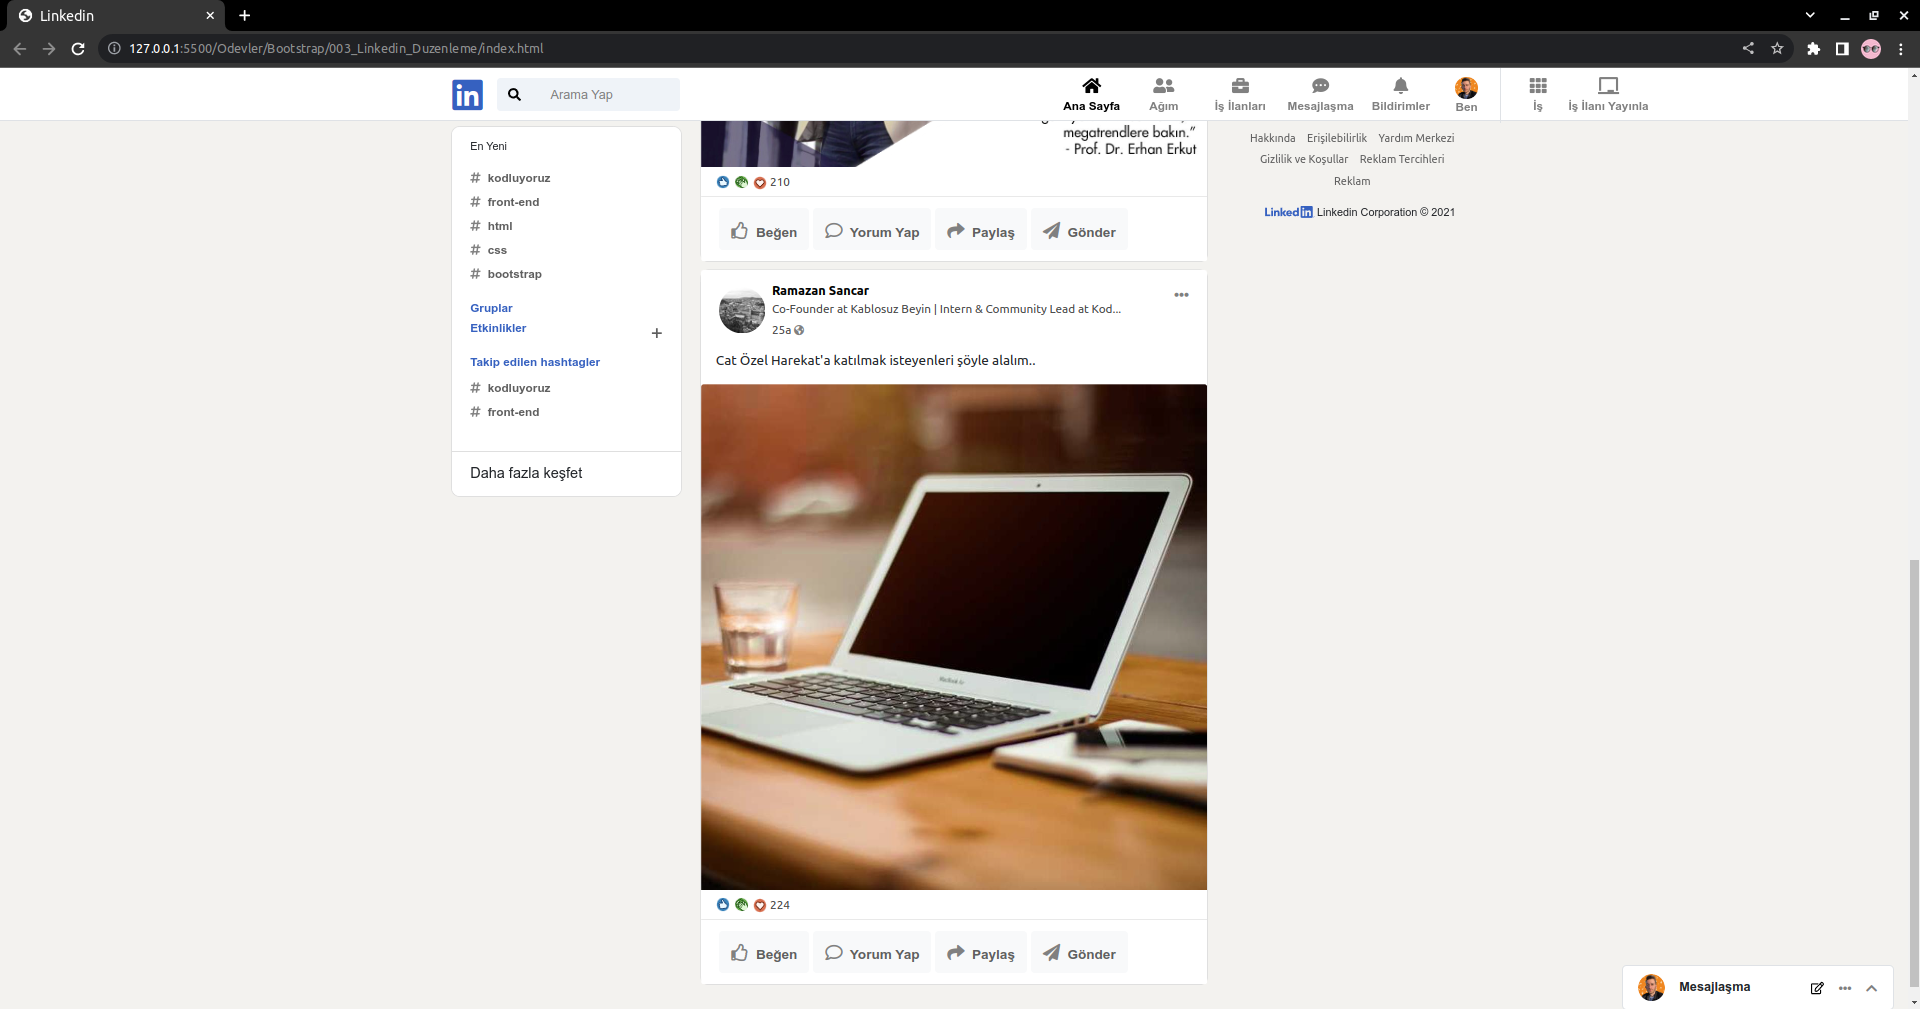 Linkedin
127.0.0.1:5500/Odevler/Bootstrap/003_Linkedin_Duzenleme/index.html
in
Arama Yap
Ana Sayfa
Ağım
İş İlanları
Mesajlaşma
Bildirimler
Ben
İş
İş İlanı Yayınla
En Yeni
# kodluyoruz
# front-end
# html
# css
# bootstrap
Gruplar
Etkinlikler
+
Takip edilen hashtagler
# kodluyoruz
# front-end
Daha fazla keşfet
megatrendlere bakın.”
- Prof. Dr. Erhan Erkut
210
Beğen Yorum Yap Paylaş Gönder
Ramazan Sancar
Co-Founder at Kablosuz Beyin | Intern & Community Lead at Kod...
25a
Cat Özel Harekat'a katılmak isteyenleri şöyle alalım..
224
Beğen Yorum Yap Paylaş Gönder
Hakkında Erişilebilirlik Yardım Merkezi
Gizlilik ve Koşullar Reklam Tercihleri
Reklam
Linkedin Linkedin Corporation © 2021
Mesajlaşma